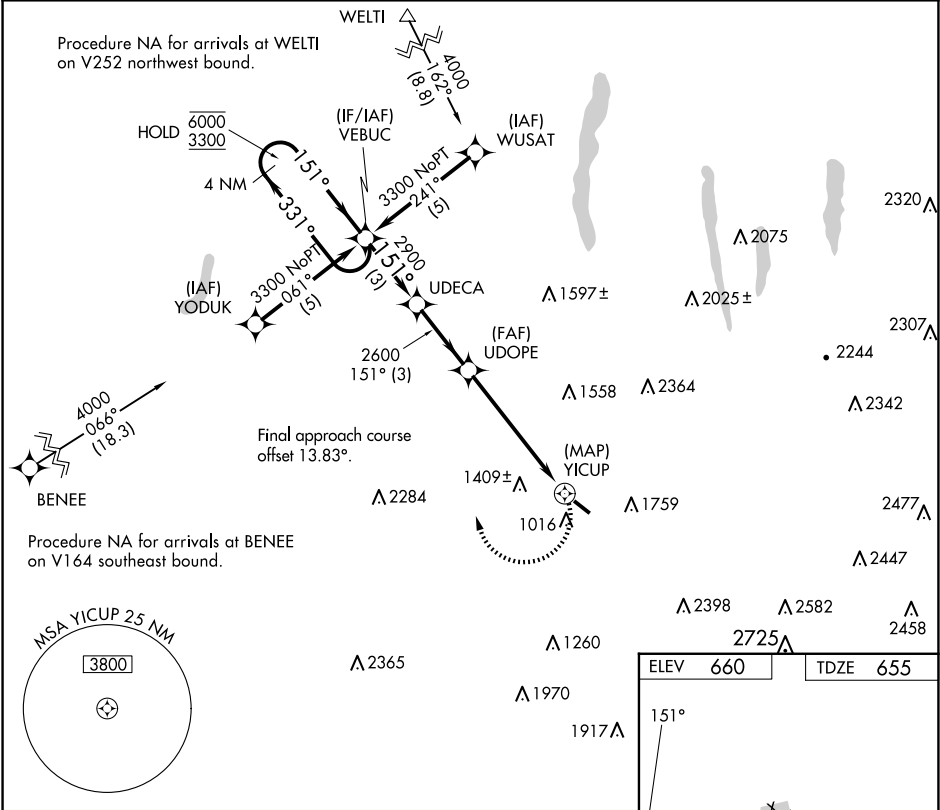 WELTI
Procedure NA for arrivals at WELTI
on V252 northwest bound.
4000
162°
(8.8)
HOLD 6000
3300
4 NM
(IF/IAF)
VEBUC
(IAF)
WUSAT
151°
331°
3300 NoPT
241°
(5)
2320
2075
2900
151°
(3)
UDECA
(IAF)
YODUK
3300 NoPT
061°
(5)
1597±
2025±
2307
(FAF)
UDOPE
2600
151° (3)
2244
1558
2364
2342
4000
066°
(18.3)
BENEE
Final approach course
offset 13.83°.
(MAP)
YICUP
1409±
2284
1016
1759
2477
Procedure NA for arrivals at BENEE
on V164 southeast bound.
2447
2398
2582
2458
MSA YICUP 25 NM
3800
2365
1260
2725
1970
1917
ELEV 660
TDZE 655
151°